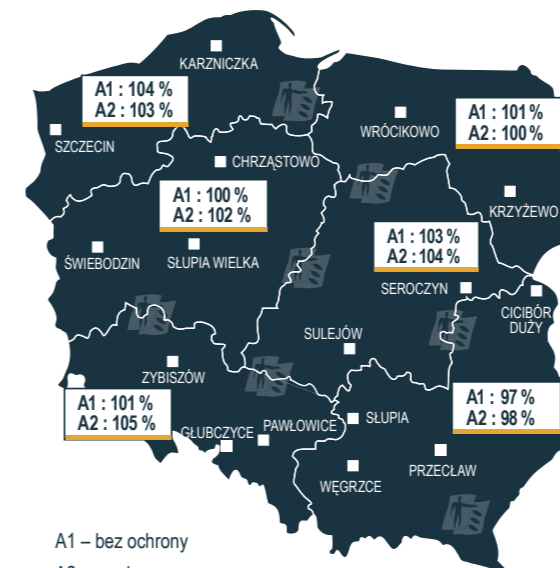 KARZNICZKA
A1 : 104 %
A2 : 103 %
SZCZECIN
WRÓCIKOWO
A1 : 101 %
A2 : 100 %
CHRZĄSTOWO
KRZYŻEWO
A1 : 100 %
A2 : 102 %
ŚWIEBODZIN
SŁUPIA WIELKA
A1 : 103 %
A2 : 104 %
SEROCZYN
CICIBÓR
DUŻY
SULEJÓW
ZYBISZÓW
A1 : 101 %
A2 : 105 %
A1 : 97 %
A2 : 98 %
GŁUBCZYCE
PAWŁOWICE
SŁUPIA
PRZECŁAW
WĘGRZCE
A1 – bez ochrony